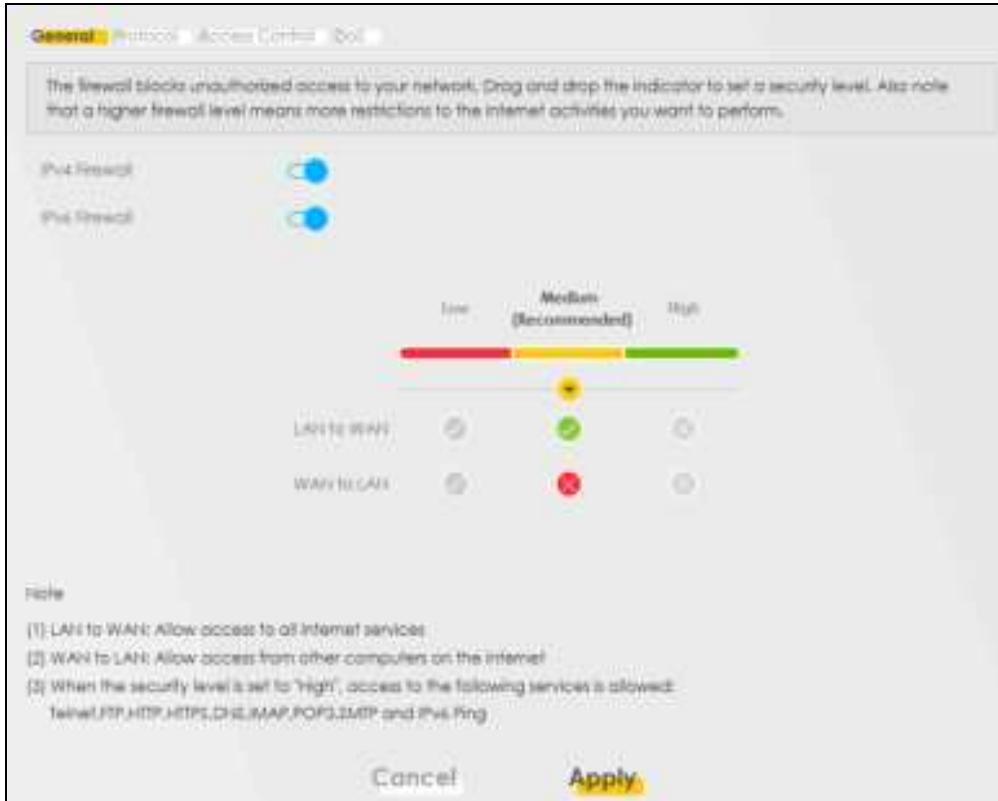 General Protocol Access Control DoS
The firewall blocks unauthorized access to your network. Drag and drop the indicator to set a security level. Also note
that a higher firewall level means more restrictions to the internet activities you want to perform.
IPv4 Firewall
IPv6 Firewall
Low Medium High
(Recommended)
LAN to WAN
WAN to LAN
Note
(1) LAN to WAN: Allow access to all internet services
(2) WAN to LAN: Allow access from other computers on the internet
(3) When the security level is set to "High", access to the following services is allowed:
Telnet,FTP,HTTP,HTTPS,DNS,IMAP,POP3,SMTP and IPv6 Ping
Cancel Apply